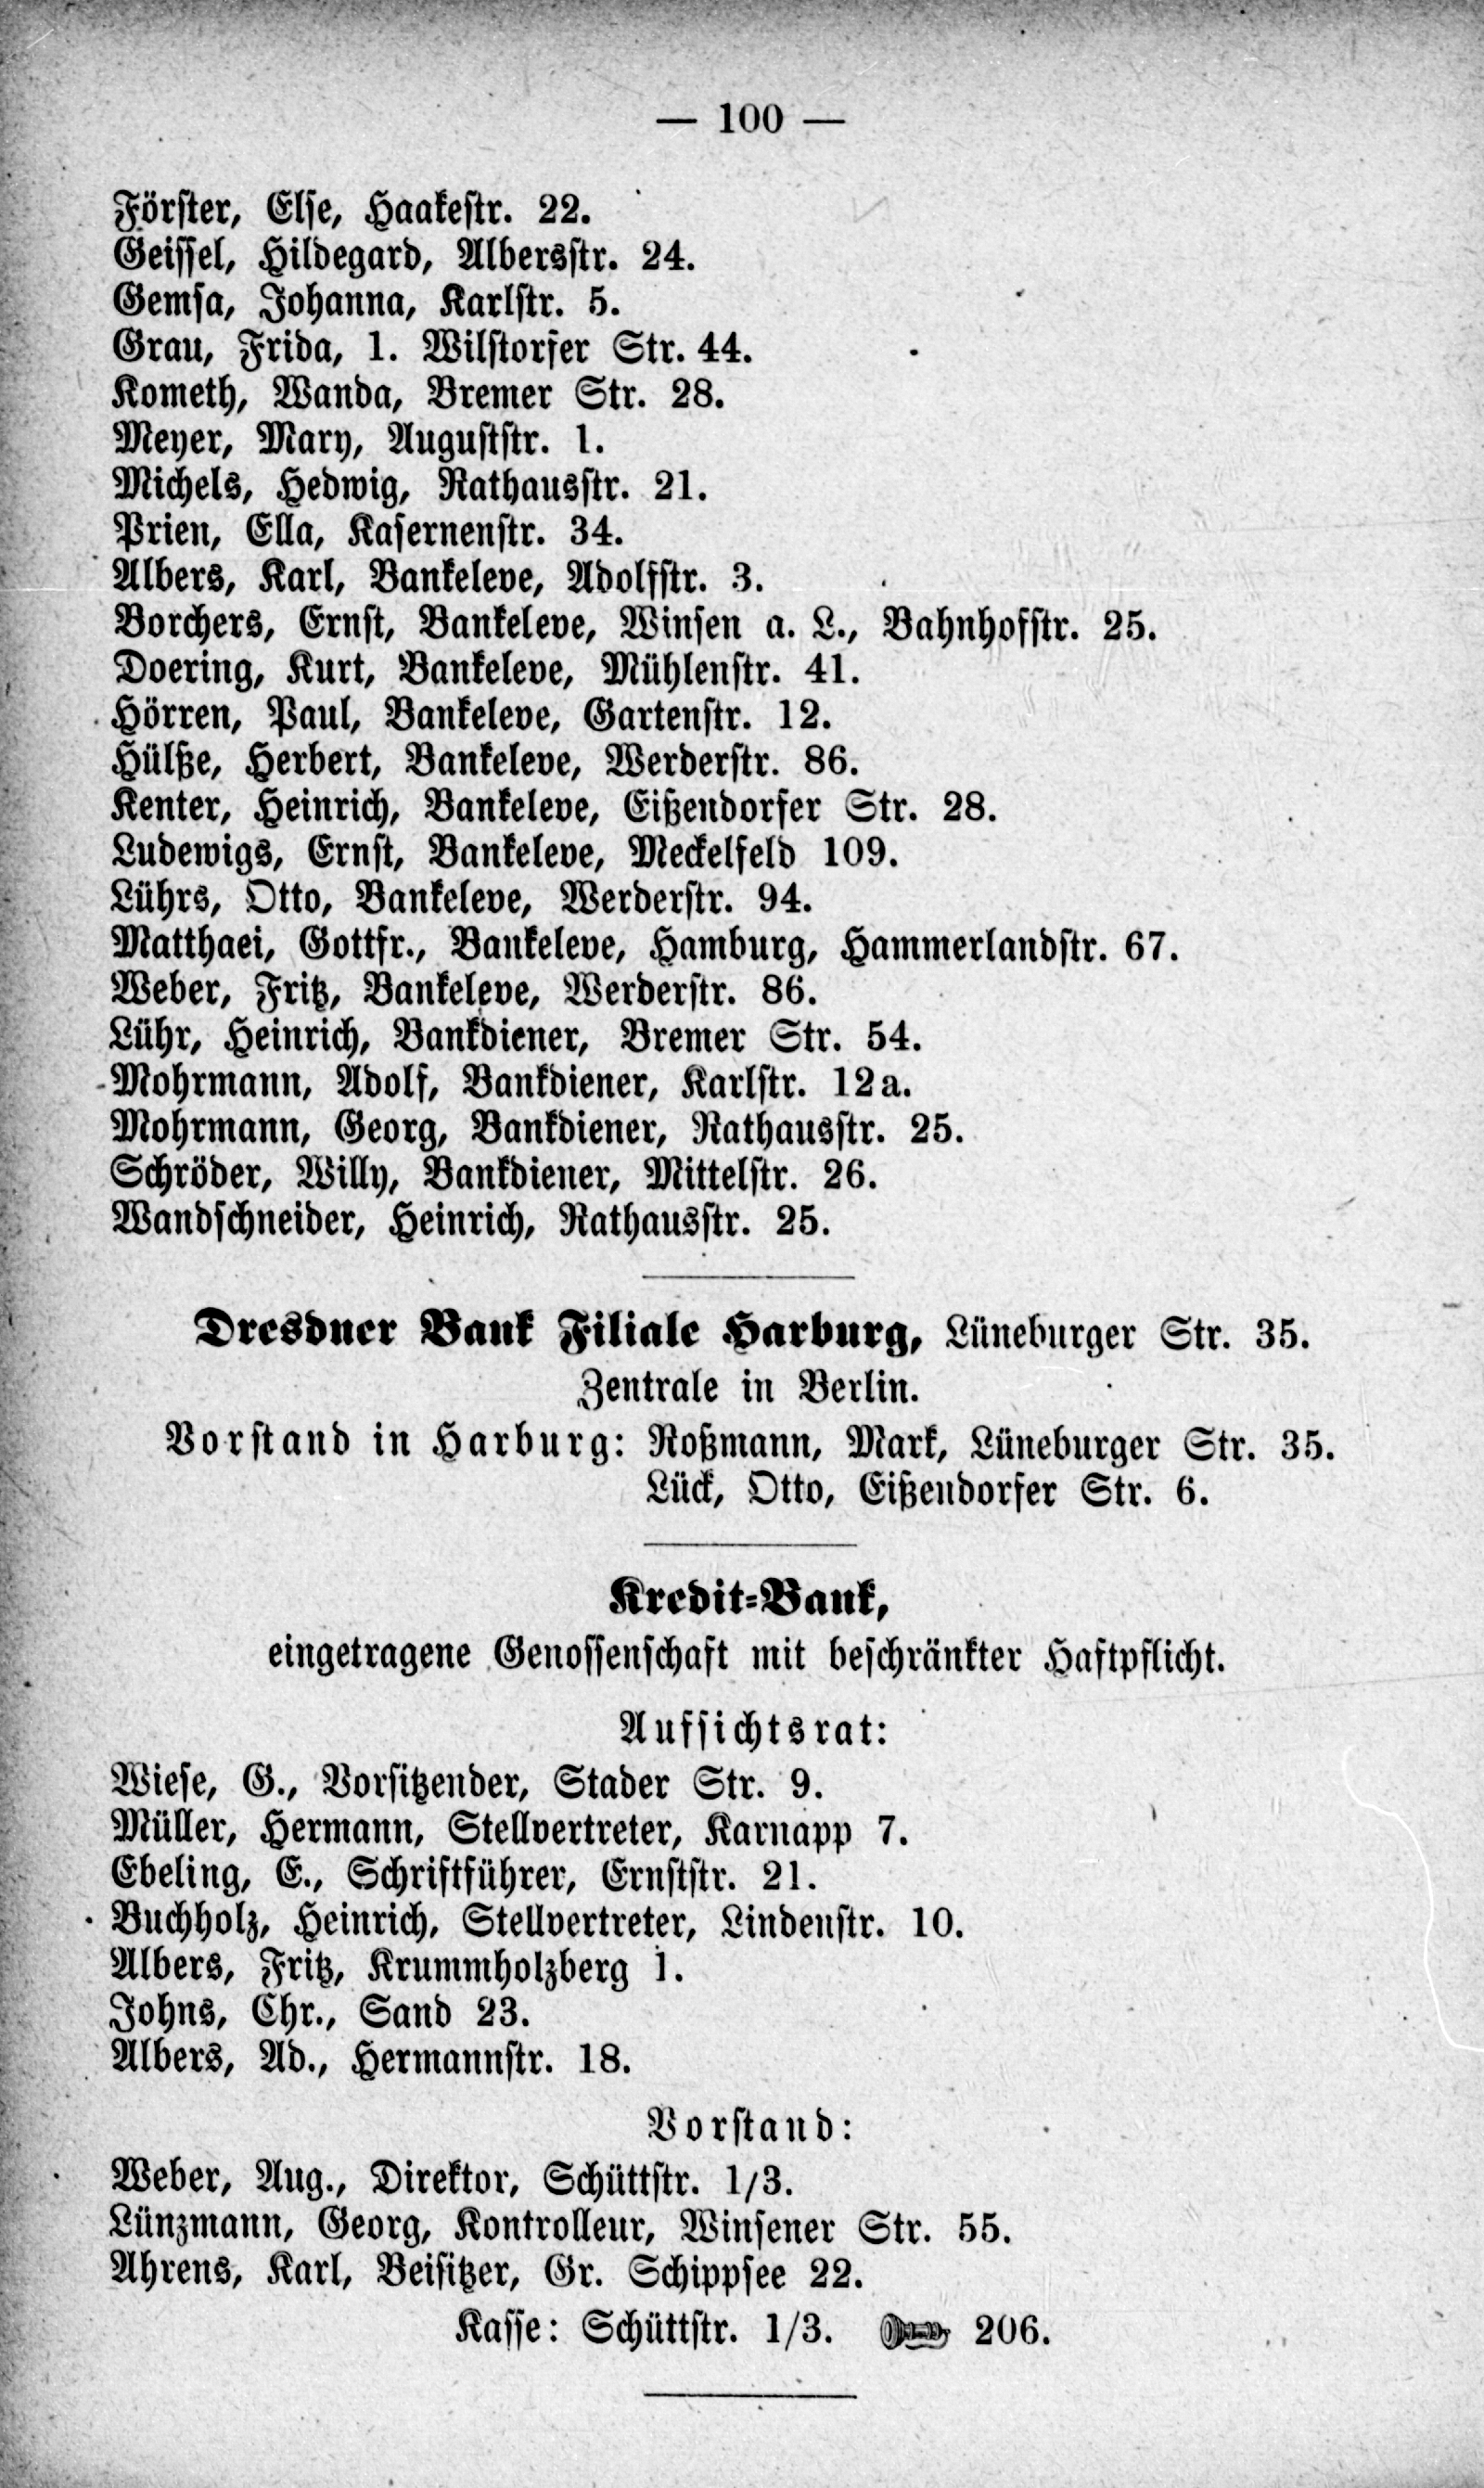 — 100 —
Förster, Else, Haakestr. 22.
Geissel, Hildegard, Albersstr. 24.
Gemsa, Johanna, Karlstr. 5.
Grau, Frida, 1. Wilstorfer Str. 44.
Kometh, Wanda, Bremer Str. 28.
Meyer, Mary, Auguststr. 1.
Michels, Hedwig, Rathausstr. 21.
Prien, Ella, Kasernenstr. 34.
Albers, Karl, Bankeleve, Adolfstr. 3.
Borchers, Ernst, Bankeleve, Winsen a. L., Bahnhofstr. 25.
Doering, Kurt, Bankeleve, Mühlenstr. 41.
Hörren, Paul, Bankeleve, Gartenstr. 12.
Hülße, Herbert, Bankeleve, Werderstr. 86.
Kenter, Heinrich, Bankeleve, Eißendorfer Str. 28.
Ludewigs, Ernst, Bankeleve, Meckelfeld 109.
Lührs, Otto, Bankeleve, Werderstr. 94.
Matthaei, Gottfr., Bankeleve, Hamburg, Hammerlandstr. 67.
Weber, Fritz, Bankeleve, Werderstr. 86.
Lühr, Heinrich, Bankdiener, Bremer Str. 54.
Mohrmann, Adolf, Bankdiener, Karlstr. 12a.
Mohrmann, Georg, Bankdiener, Rathausstr. 25.
Schröder, Willy, Bankdiener, Mittelstr. 26.
Wandschneider, Heinrich, Rathausstr. 25.
Dresdner Bank Filiale Harburg, Lüneburger Str. 35.
Zentrale in Berlin.
Vorstand in Harburg: Roßmann, Mark, Lüneburger Str. 35.
Lück, Otto, Eißendorfer Str. 6.
Kredit-Bank,
eingetragene Genossenschaft mit beschränkter Haftpflicht.
Aufsichtsrat:
Wiese, G., Vorsitzender, Stader Str. 9.
Müller, Hermann, Stellvertreter, Karnapp 7.
Ebeling, E., Schriftführer, Ernststr. 21.
Buchholz, Heinrich, Stellvertreter, Lindenstr. 10.
Albers, Fritz, Krummholzberg 1.
Johns, Chr., Sand 23.
Albers, Ad., Hermannstr. 18.
Vorstand:
Weber, Aug., Direktor, Schüttstr. 1/3.
Lünzmann, Georg, Kontrolleur, Winsener Str. 55.
Ahrens, Karl, Beisitzer, Gr. Schippsee 22.
Kasse: Schüttstr. 1/3. 206.